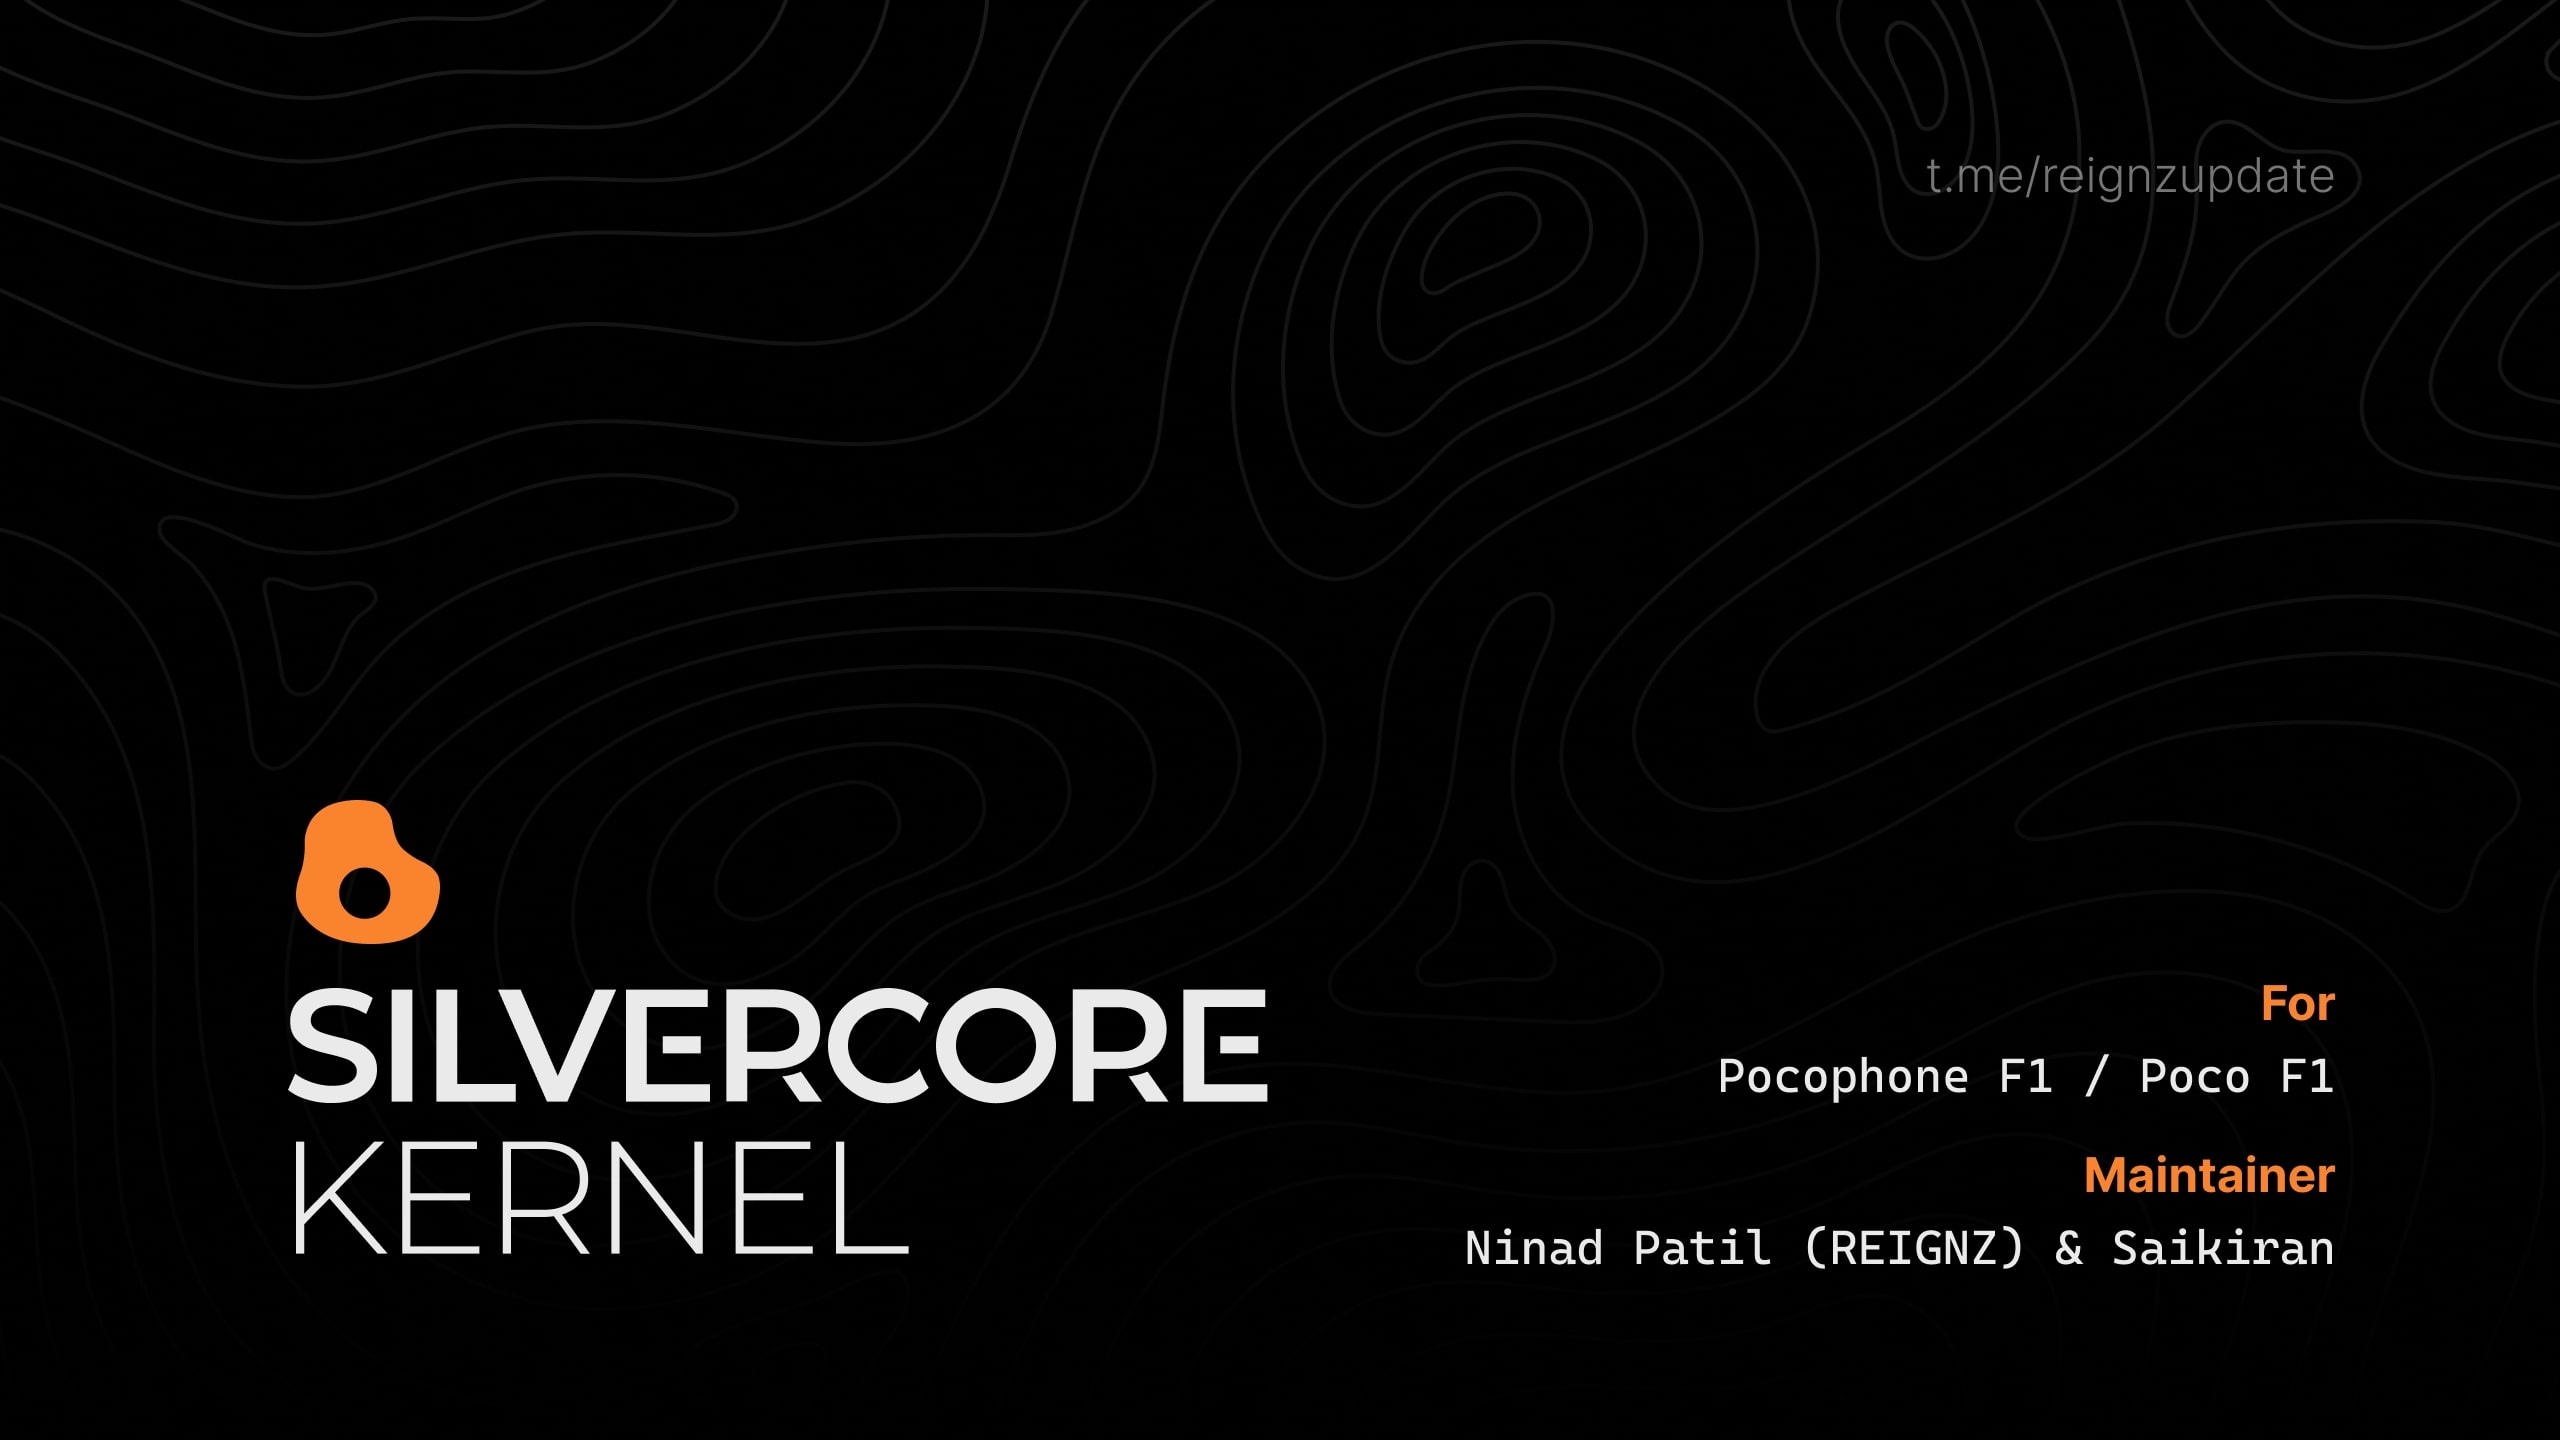 t.me/reignzupdate
SILVERCORE
KERNEL
For
Pocophone F1 / Poco F1
Maintainer
Ninad Patil (REIGNZ) & Saikiran